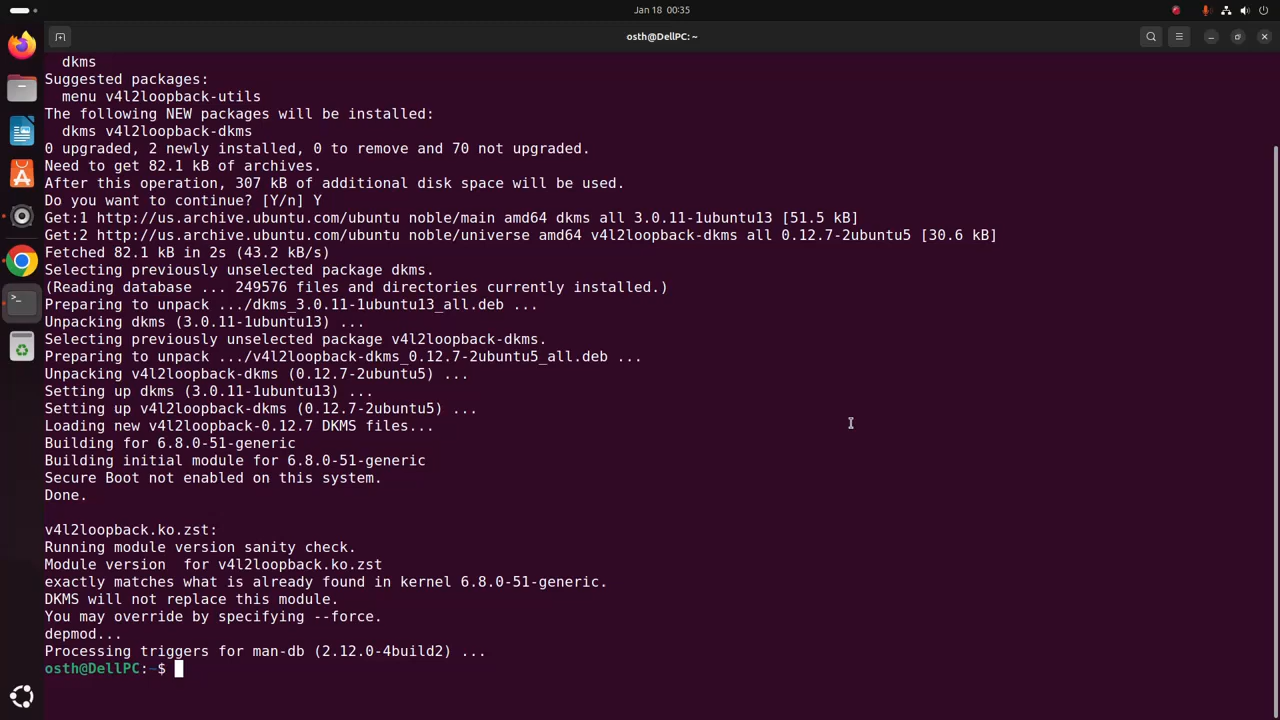 Jan 18 00:35
osth@DellPC: ~
dkms
Suggested packages:
menu v4l2loopback-utils
The following NEW packages will be installed:
dkms v4l2loopback-dkms
0 upgraded, 2 newly installed, 0 to remove and 70 not upgraded.
Need to get 82.1 kB of archives.
After this operation, 307 kB of additional disk space will be used.
Do you want to continue? [Y/n] Y
Get:1 http://us.archive.ubuntu.com/ubuntu noble/main amd64 dkms all 3.0.11-1ubuntu13 [51.5 kB]
Get:2 http://us.archive.ubuntu.com/ubuntu noble/universe amd64 v4l2loopback-dkms all 0.12.7-2ubuntu5 [30.6 kB]
Fetched 82.1 kB in 2s (43.2 kB/s)
Selecting previously unselected package dkms.
(Reading database ... 249576 files and directories currently installed.)
Preparing to unpack .../dkms_3.0.11-1ubuntu13_all.deb ...
Unpacking dkms (3.0.11-1ubuntu13) ...
Selecting previously unselected package v4l2loopback-dkms.
Preparing to unpack .../v4l2loopback-dkms_0.12.7-2ubuntu5_all.deb ...
Unpacking v4l2loopback-dkms (0.12.7-2ubuntu5) ...
Setting up dkms (3.0.11-1ubuntu13) ...
Setting up v4l2loopback-dkms (0.12.7-2ubuntu5) ...
Loading new v4l2loopback-0.12.7 DKMS files...
Building for 6.8.0-51-generic
Building initial module for 6.8.0-51-generic
Secure Boot not enabled on this system.
Done.
v4l2loopback.ko.zst:
Running module version sanity check.
Module version  for v4l2loopback.ko.zst
exactly matches what is already found in kernel 6.8.0-51-generic.
DKMS will not replace this module.
You may override by specifying --force.
depmod...
Processing triggers for man-db (2.12.0-4build2) ...
osth@DellPC:~$